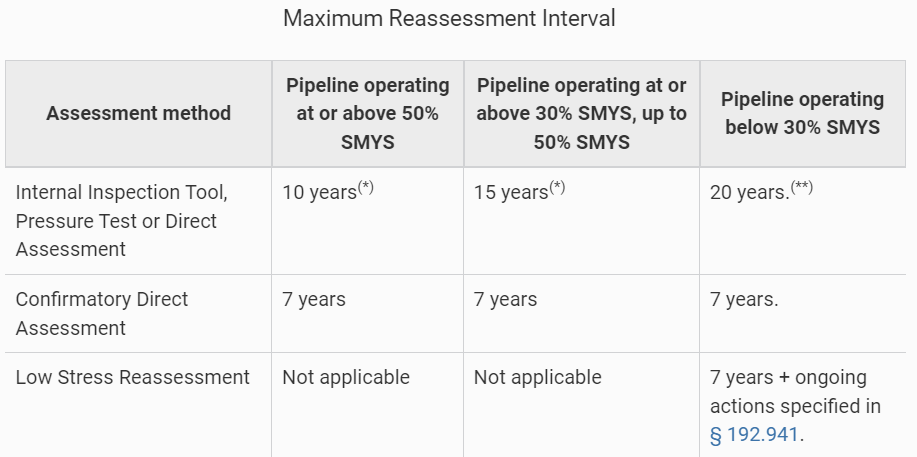 Maximum Reassessment Interval
Assessment method
Pipeline operating
at or above 50%
SMYS
Pipeline operating at or
above 30% SMYS, up to
50% SMYS
Pipeline operating
below 30% SMYS
Internal Inspection Tool,
Pressure Test or Direct
Assessment
10 years(*)
15 years(*)
20 years.(**)
Confirmatory Direct
Assessment
7 years
7 years
7 years.
Low Stress Reassessment
Not applicable
Not applicable
7 years + ongoing
actions specified in
§ 192.941.